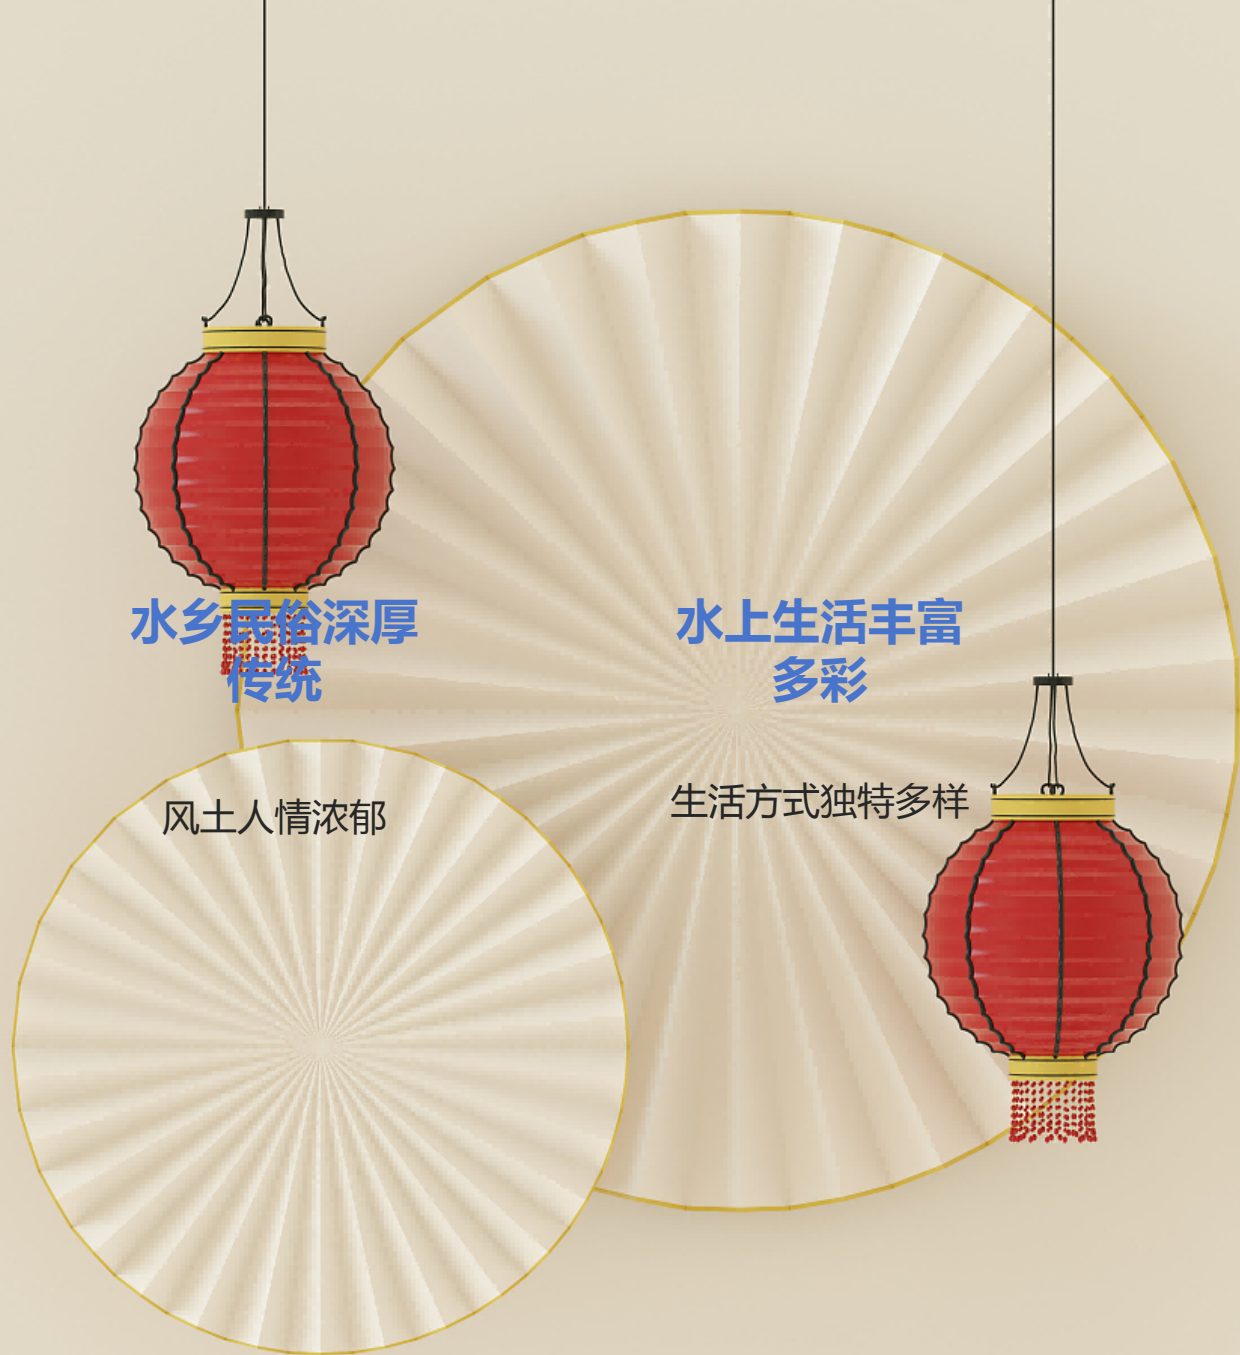 水乡民俗深厚
传统
风土人情浓郁
水上生活丰富
多彩
生活方式独特多样